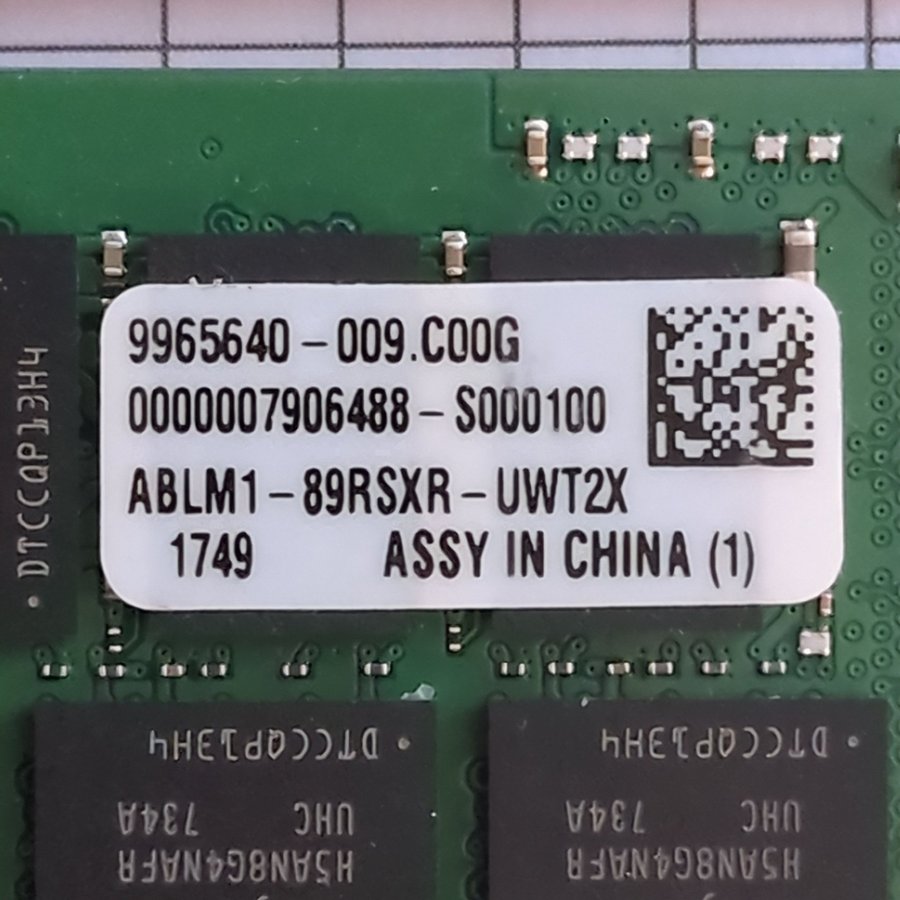 9965640-009.C00G
0000007906488-S000100
ABLM1-89RSXR-UWT2X
1749 ASSY IN CHINA (1)
DTCCQP13H4
DTCCQP13H4
UHC 734A
H5AN8G4NAFR
DTCCQP13H4
UHC 734A
H5AN8G4NAFR